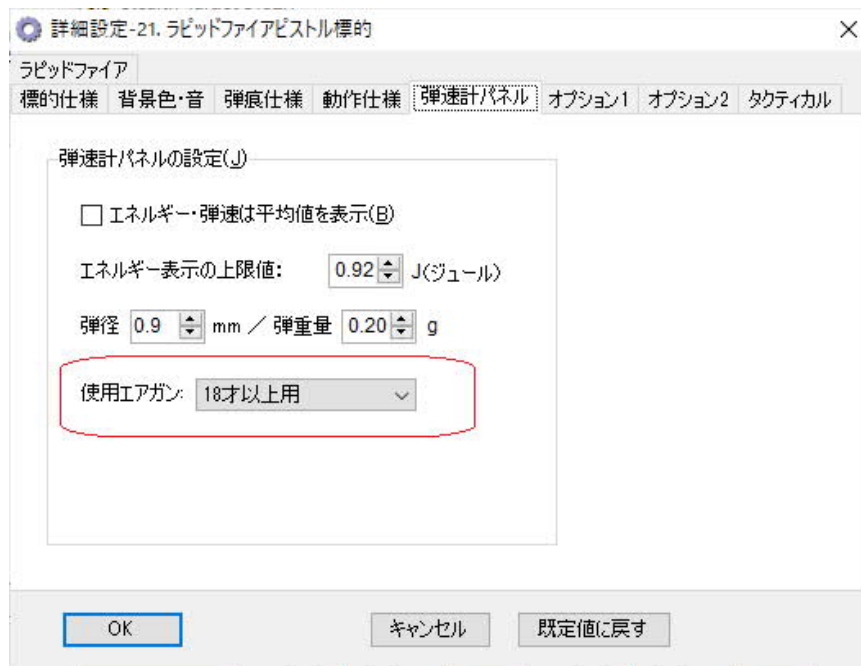 詳細設定-21. ラピッドファイアピストル標的
ラピッドファイア
標的仕様 背景色・音 弾痕仕様 動作仕様 弾速計パネル オプション1 オプション2 タクティカル
弾速計パネルの設定(J)
エネルギー・弾速は平均値を表示(B)
エネルギー表示の上限値: 0.92 J(ジュール)
弾径 0.9 mm / 弾重量 0.20 g
使用エアガン: 18才以上用
OK キャンセル 既定値に戻す